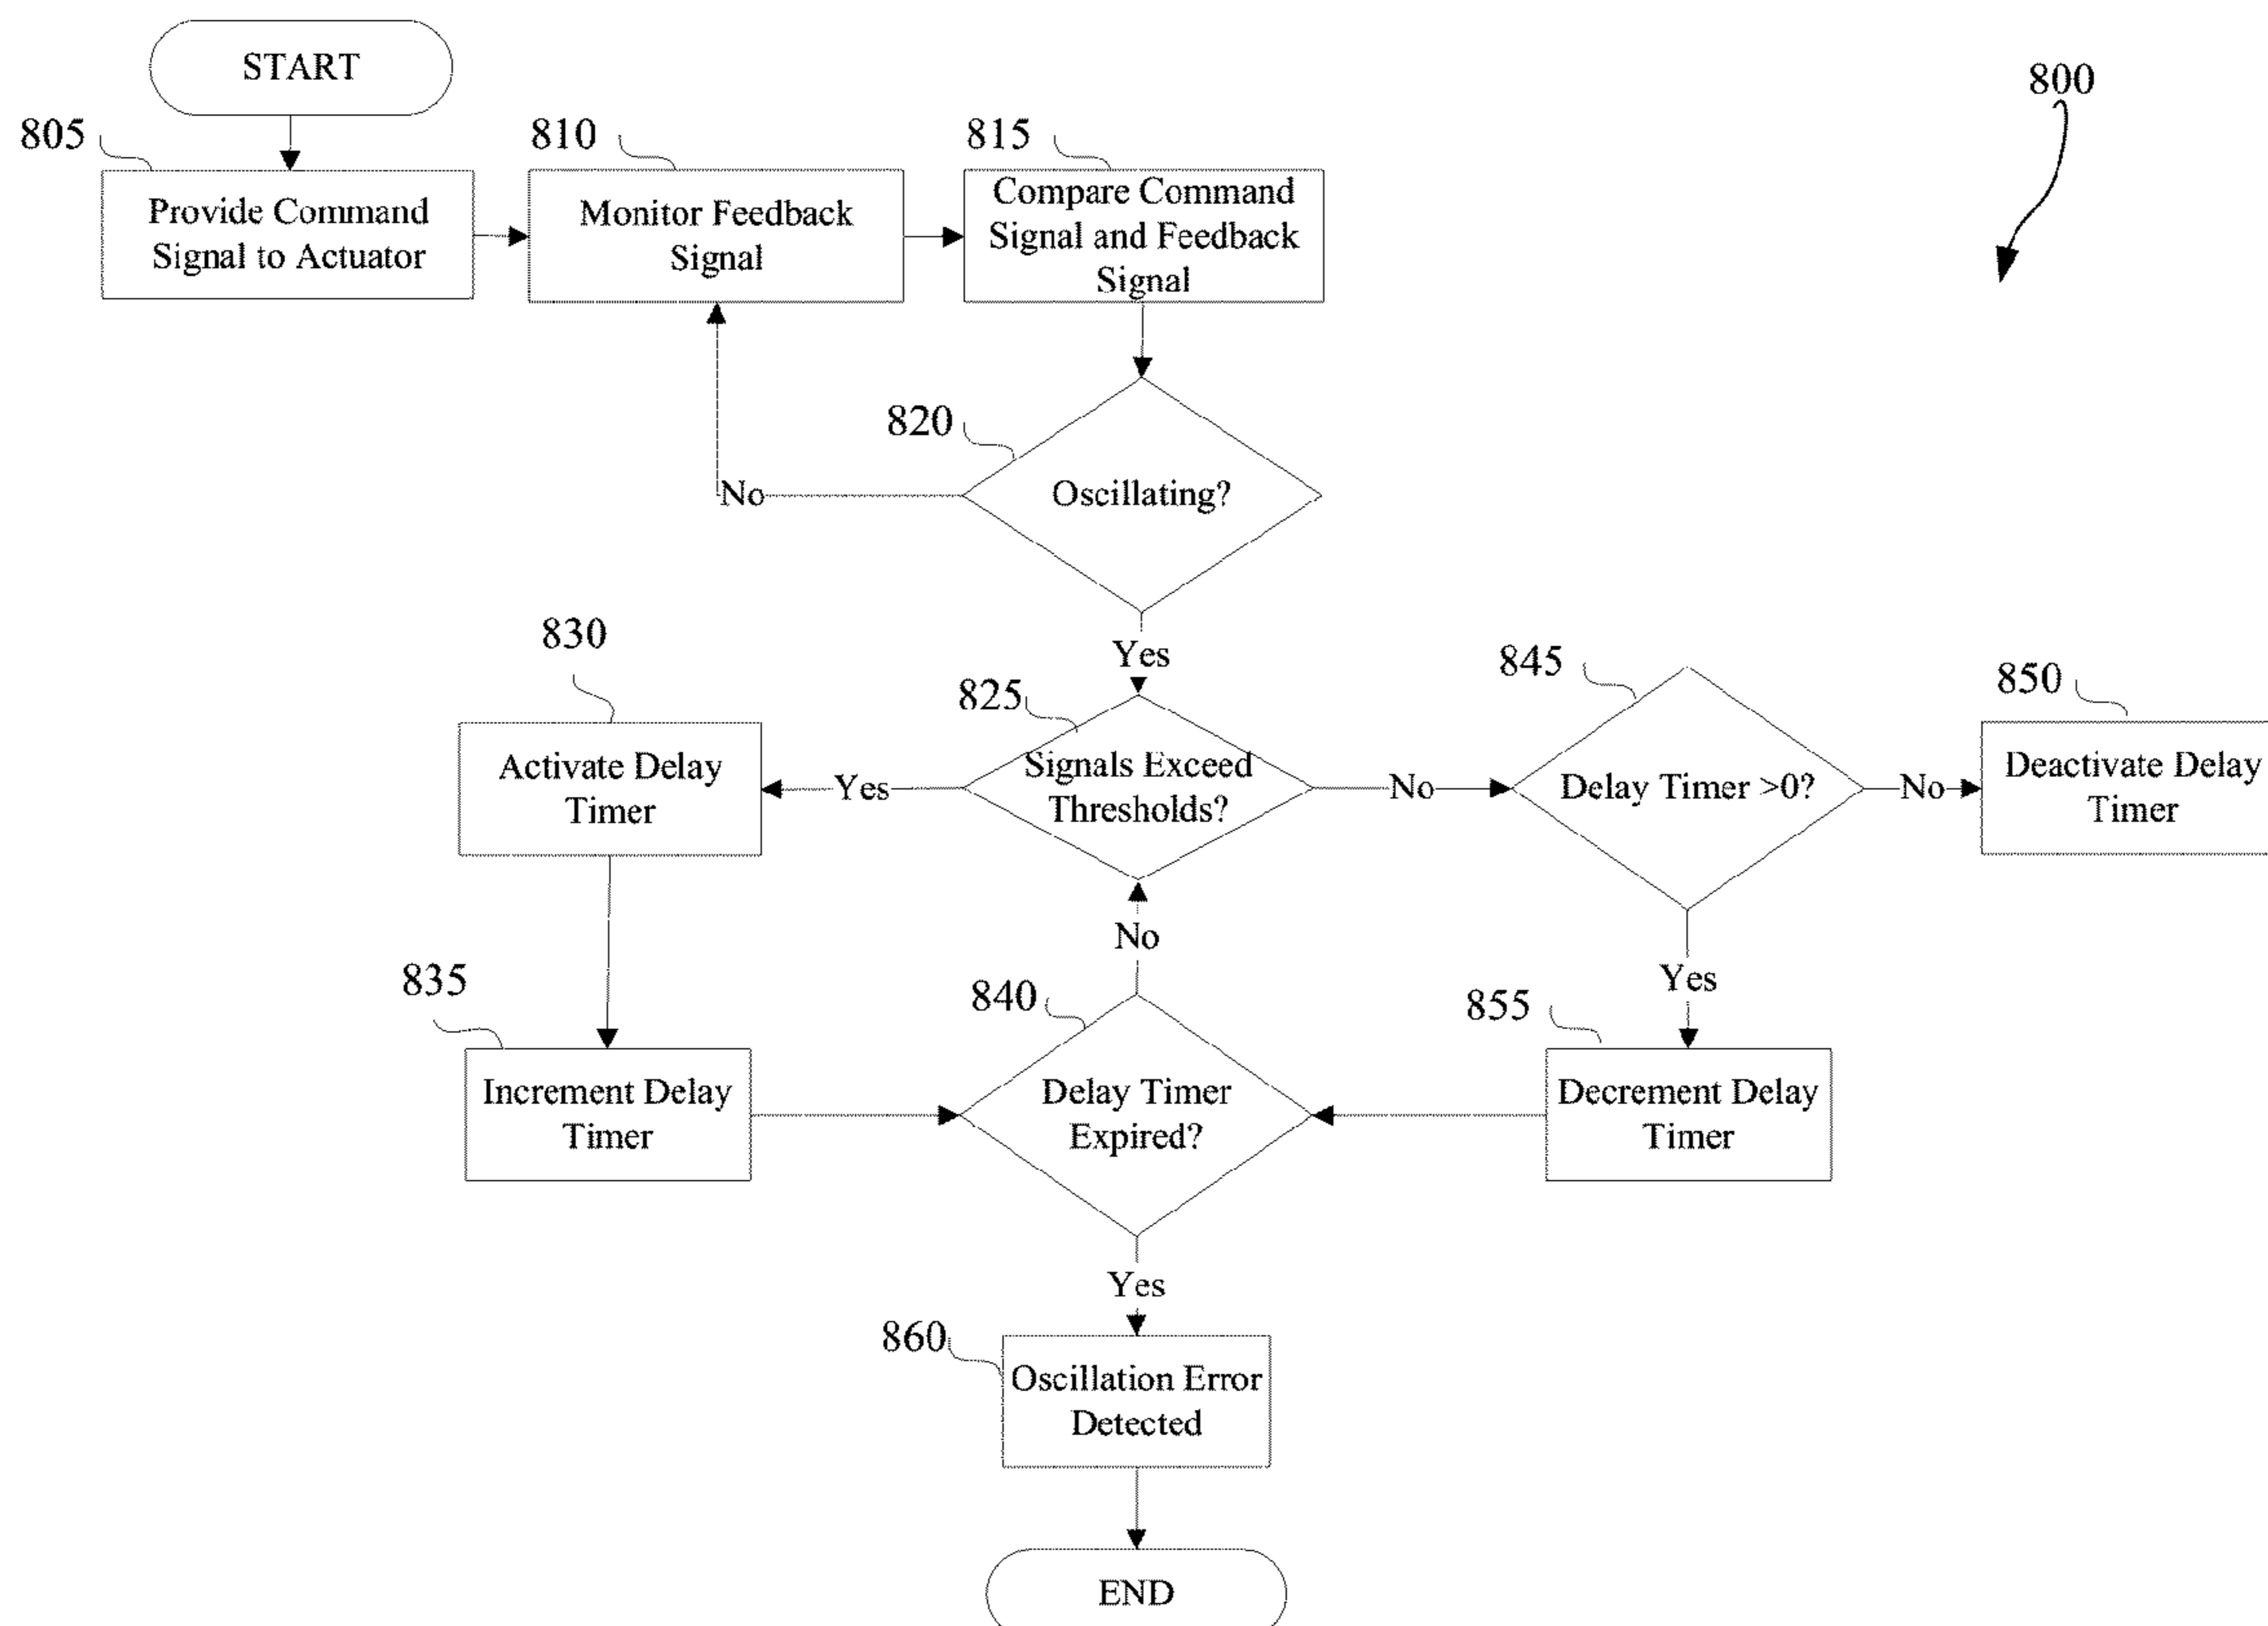 START
800
805
810
815
Provide Command
Signal to Actuator
Monitor Feedback
Signal
Compare Command
Signal and Feedback
Signal
820
Oscillating?
No
Yes
830
825
845
850
Activate Delay
Timer
Yes
Signals Exceed
Thresholds?
No
Delay Timer >0?
No
Deactivate Delay
Timer
No
Yes
835
840
855
Increment Delay
Timer
Delay Timer
Expired?
Decrement Delay
Timer
Yes
860
Oscillation Error
Detected
END